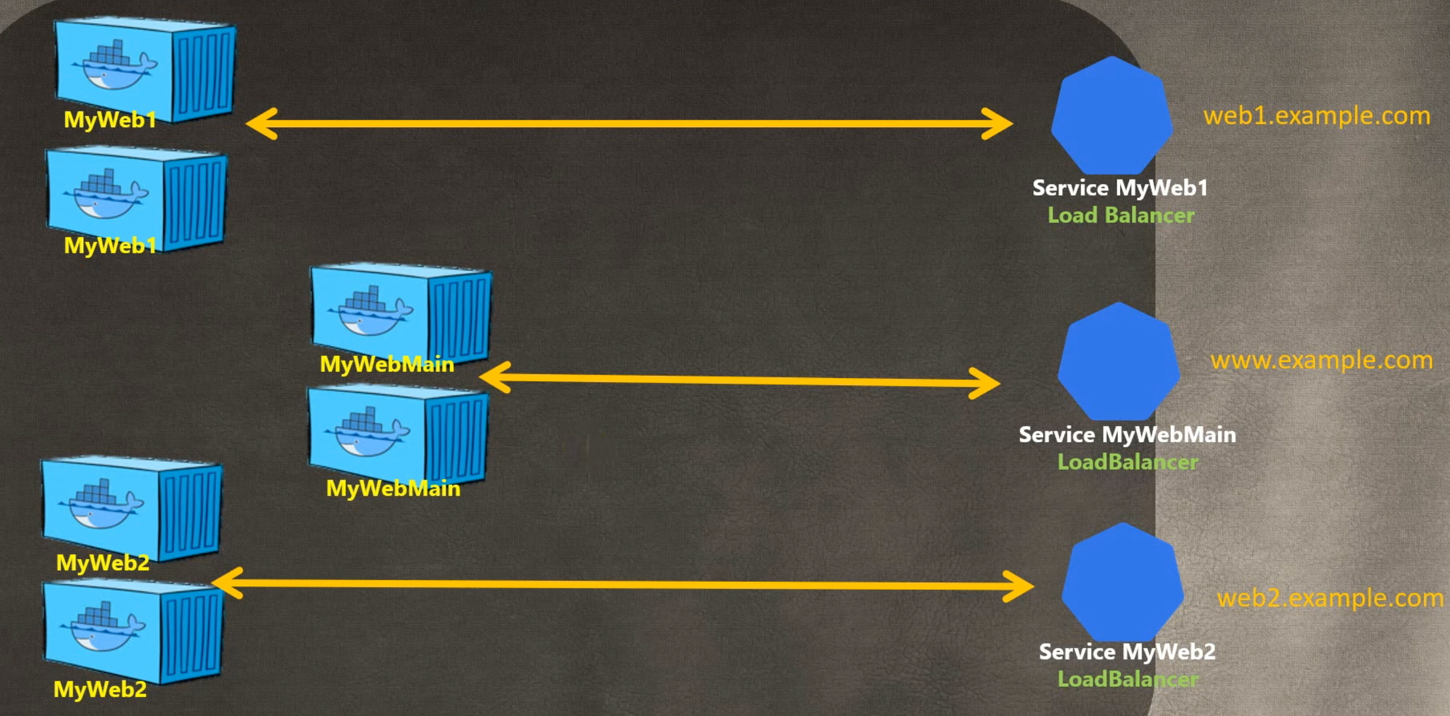 MyWeb1
web1.example.com
Service MyWeb1
Load Balancer
MyWeb1
MyWebMain
www.example.com
Service MyWebMain
LoadBalancer
MyWebMain
MyWeb2
web2.example.com
Service MyWeb2
LoadBalancer
MyWeb2